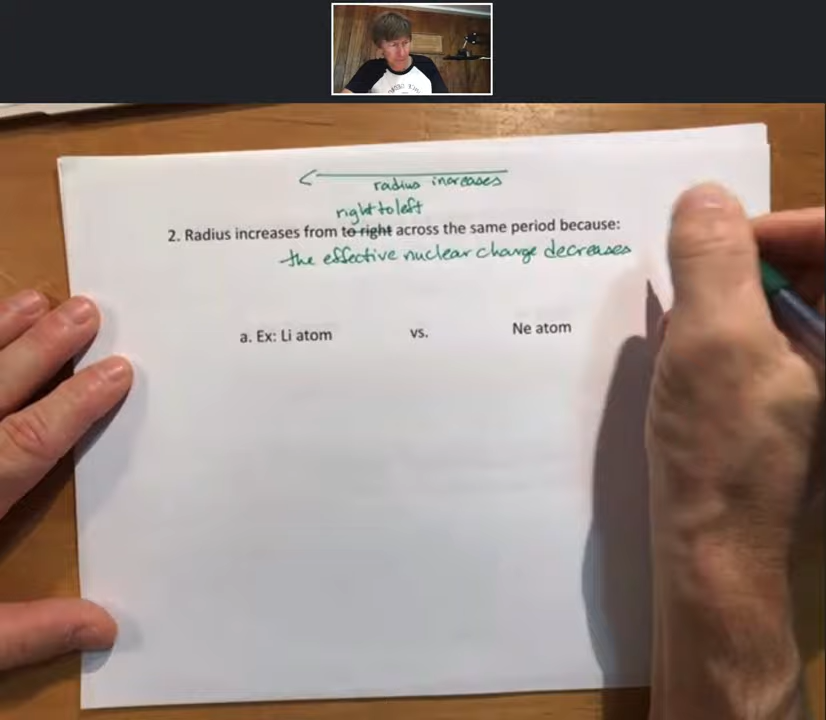 radius increases
right to left
2. Radius increases from to right across the same period because:
the effective nuclear charge decreases
a. Ex: Li atom vs. Ne atom